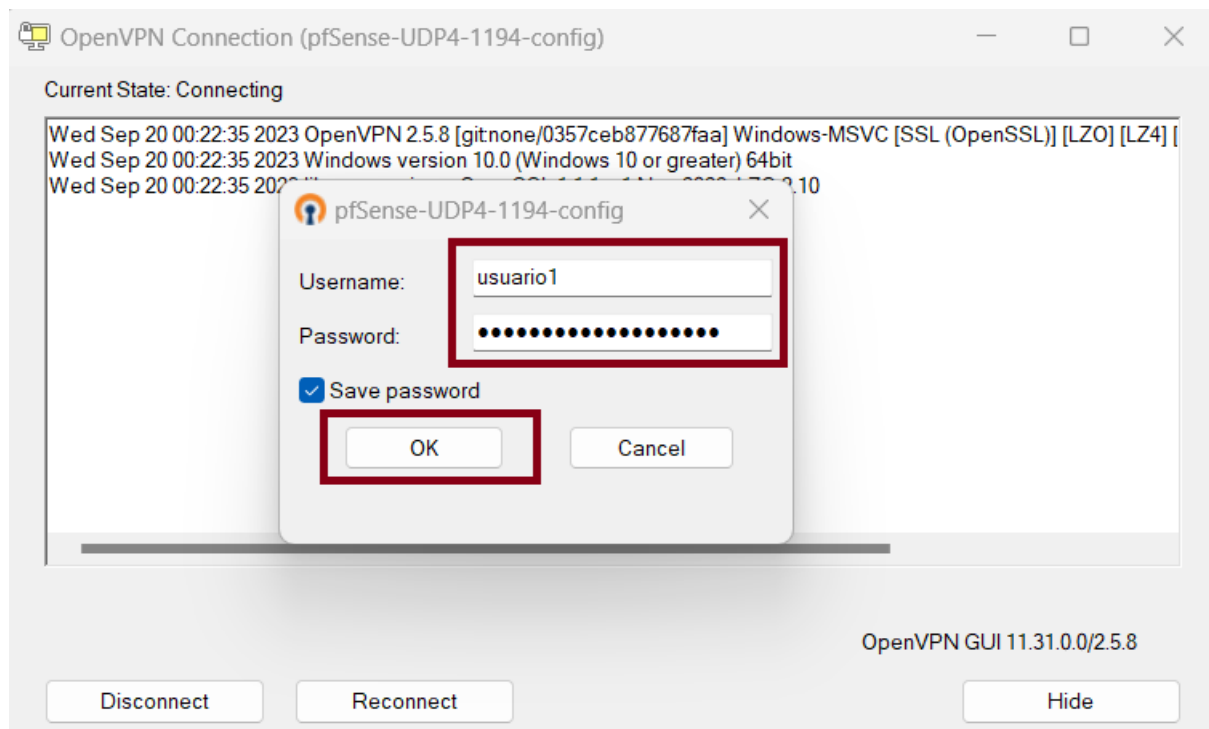 OpenVPN Connection (pfSense-UDP4-1194-config)
Current State: Connecting
Wed Sep 20 00:22:35 2023 OpenVPN 2.5.8 [git:none/0357ceb877687faa] Windows-MSVC [SSL (OpenSSL)] [LZO] [LZ4] [
Wed Sep 20 00:22:35 2023 Windows version 10.0 (Windows 10 or greater) 64bit
Wed Sep 20 00:22:35 .10
pfSense-UDP4-1194-config
Username: usuario1
Password: ●●●●●●●●●●●●●●●●●●●
Save password
OK Cancel
OpenVPN GUI 11.31.0.0/2.5.8
Disconnect Reconnect Hide